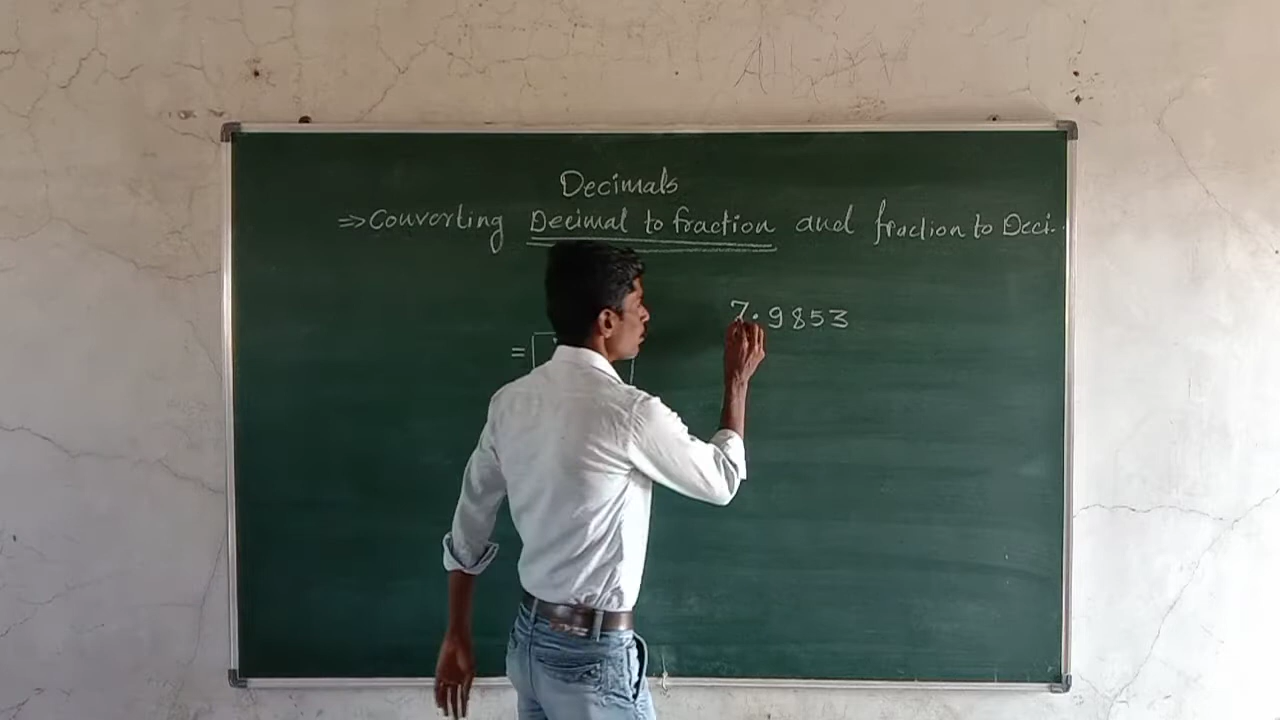 Decimals
⇒ Converting Decimal to fraction and fraction to Deci.
7.9853
=